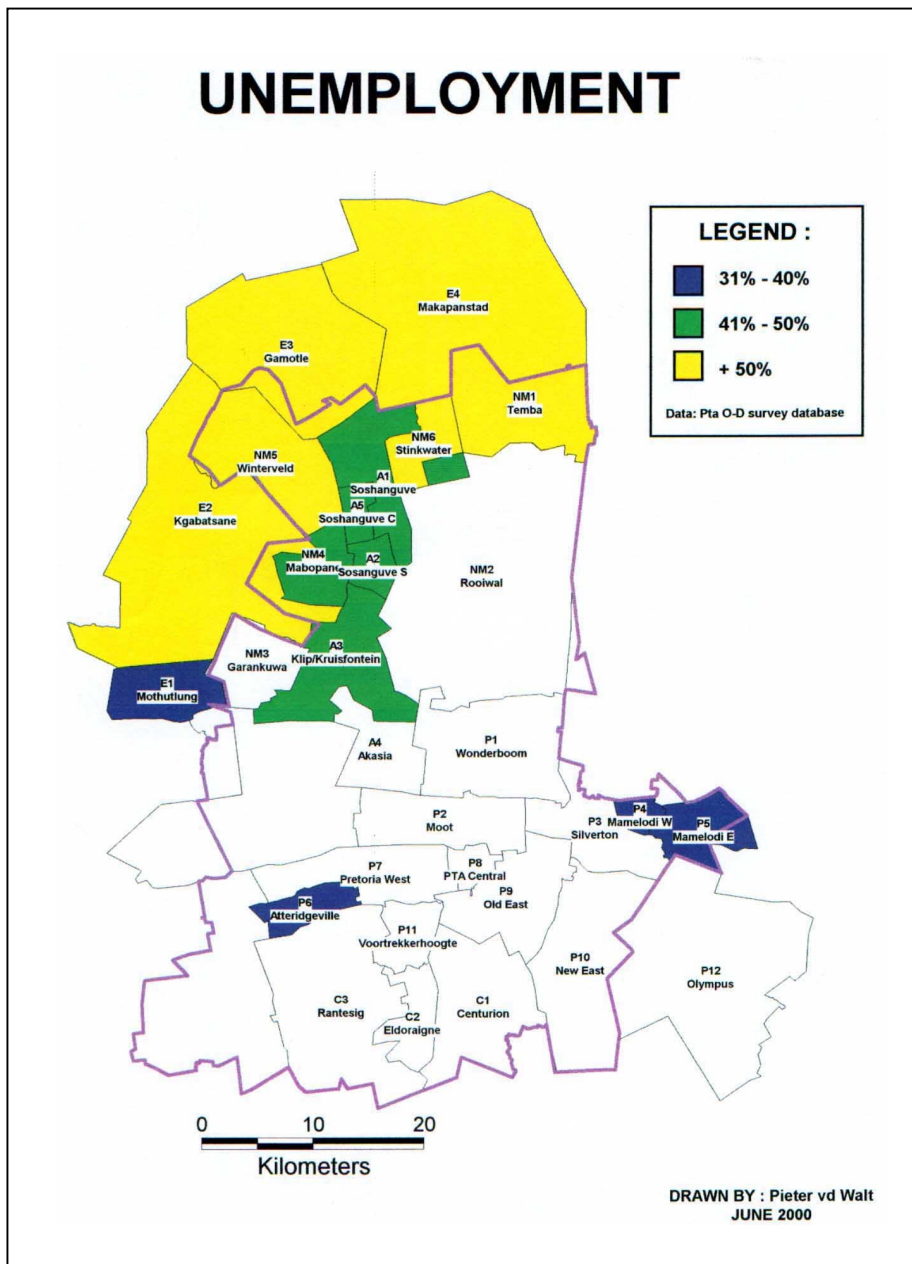 UNEMPLOYMENT
LEGEND :
31% - 40%
41% - 50%
+ 50%
Data: Pta O-D survey database
E4
Makapanstad
E3
Gamotle
NM1
Temba
NM6
Stinkwater
NM5
Winterveld
A1
Soshanguve
A5
Soshanguve C
E2
Kgabatsane
NM4
Mabopane
A2
Sosanguve S
NM2
Rooiwal
NM3
Garankuwa
A3
Klip/Kruisfontein
E1
Mothutlung
A4
Akasia
P1
Wonderboom
P2
Moot
P3
Silverton
P4
Mamelodi W
P5
Mamelodi E
P7
Pretoria West
P8
PTA Central
P9
Old East
P6
Atteridgeville
P11
Voortrekkerhoogte
P10
New East
P12
Olympus
C3
Rantesig
C2
Eldoraigne
C1
Centurion
0 10 20
Kilometers
DRAWN BY : Pieter vd Walt
JUNE 2000